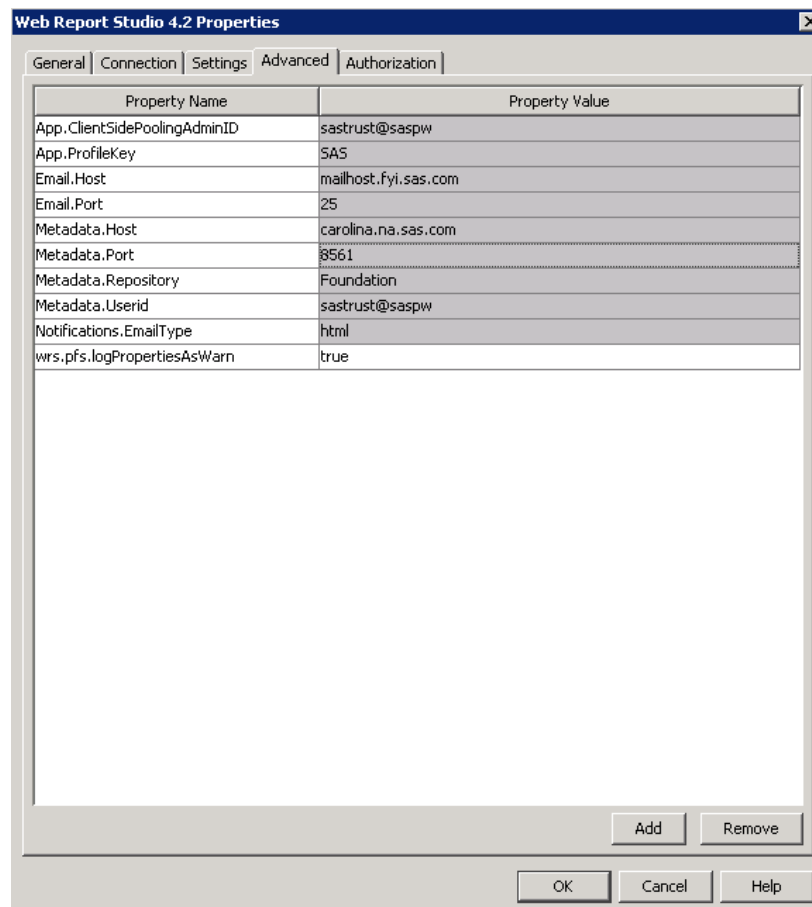 Web Report Studio 4.2 Properties
General Connection Settings Advanced Authorization
Property Name Property Value
App.ClientSidePoolingAdminID sastrust@saspw
App.ProfileKey SAS
Email.Host mailhost.fyi.sas.com
Email.Port 25
Metadata.Host carolina.na.sas.com
Metadata.Port 8561
Metadata.Repository Foundation
Metadata.Userid sastrust@saspw
Notifications.EmailType html
wrs.pfs.logPropertiesAsWarn true
Add Remove
OK Cancel Help